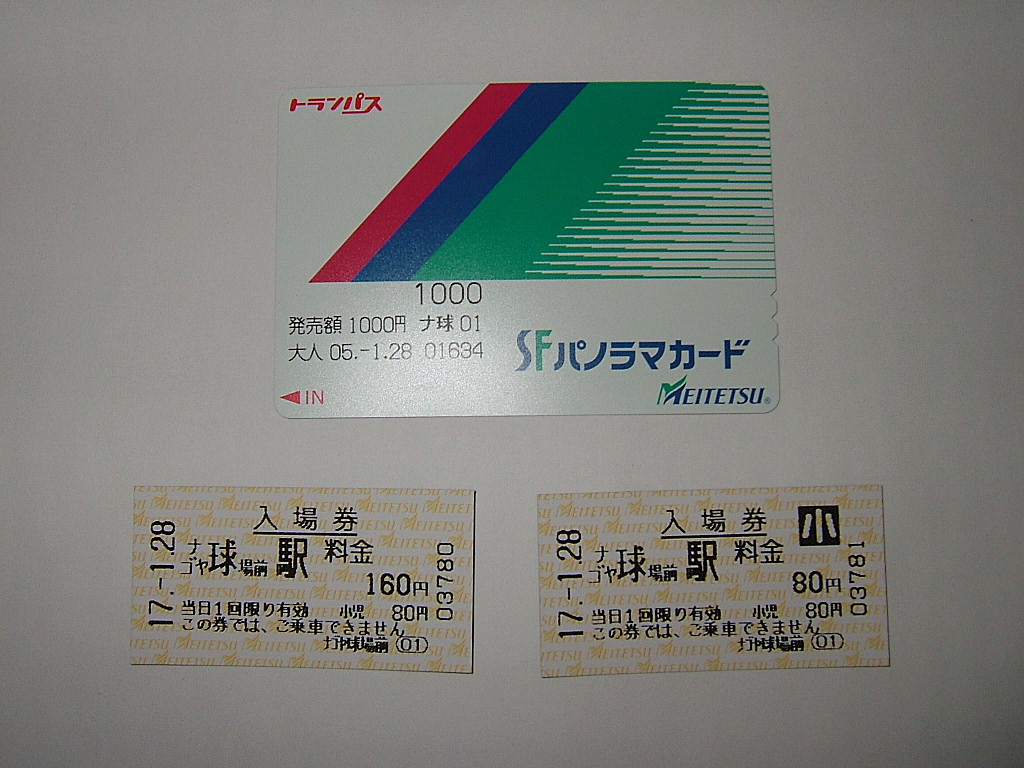 トランパス
1000
発売額 1000円 ナ球 01
大人 05.-1.28 01634
SFパノラマカード
IN
MEITETSU®
17.-1.28
入場券
ナゴヤ球場前駅 料金
160円
当日1回限り有効 小児 80円
この券では、ご乗車できません
ナゴヤ球場前 01
03780
17.-1.28
入場券 小
ナゴヤ球場前駅 料金
80円
当日1回限り有効 小児 80円
この券では、ご乗車できません
ナゴヤ球場前 01
03781